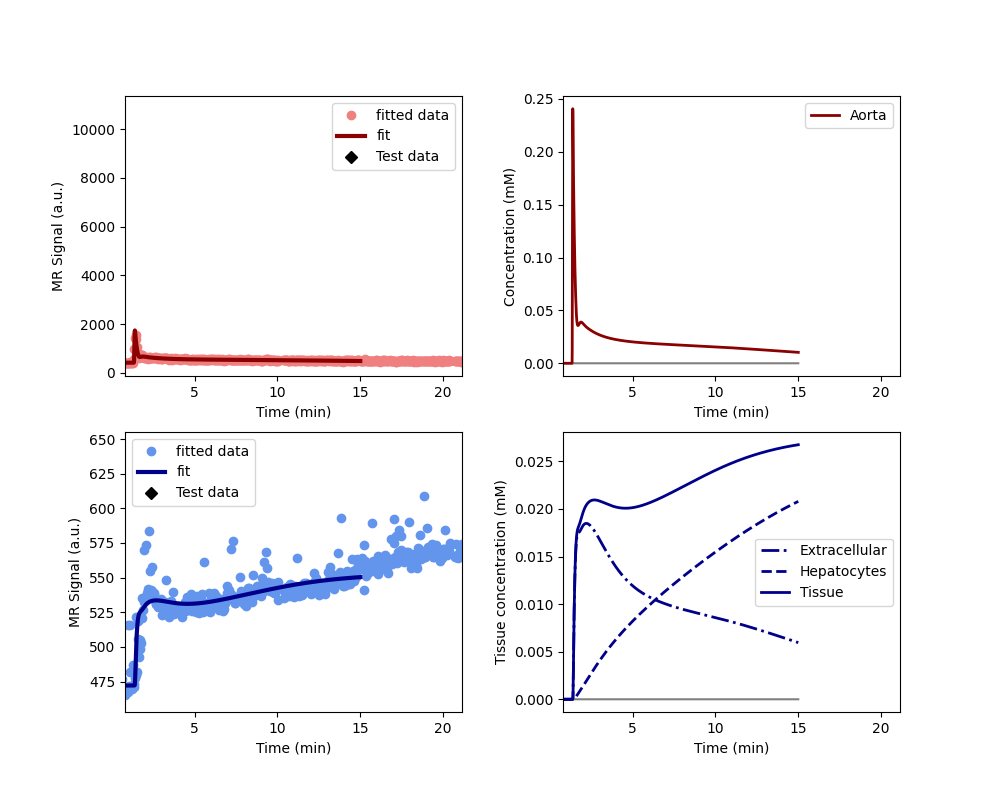 10000
8000
6000
4000
2000
0
MR Signal (a.u.)
fitted data
fit
Test data
5
10
15
20
Time (min)
0.25
0.20
0.15
0.10
0.05
0.00
Concentration (mM)
Aorta
5
10
15
20
Time (min)
650
625
600
575
550
525
500
475
MR Signal (a.u.)
fitted data
fit
Test data
5
10
15
20
Time (min)
0.025
0.020
0.015
0.010
0.005
0.000
Tissue concentration (mM)
Extracellular
Hepatocytes
Tissue
5
10
15
20
Time (min)